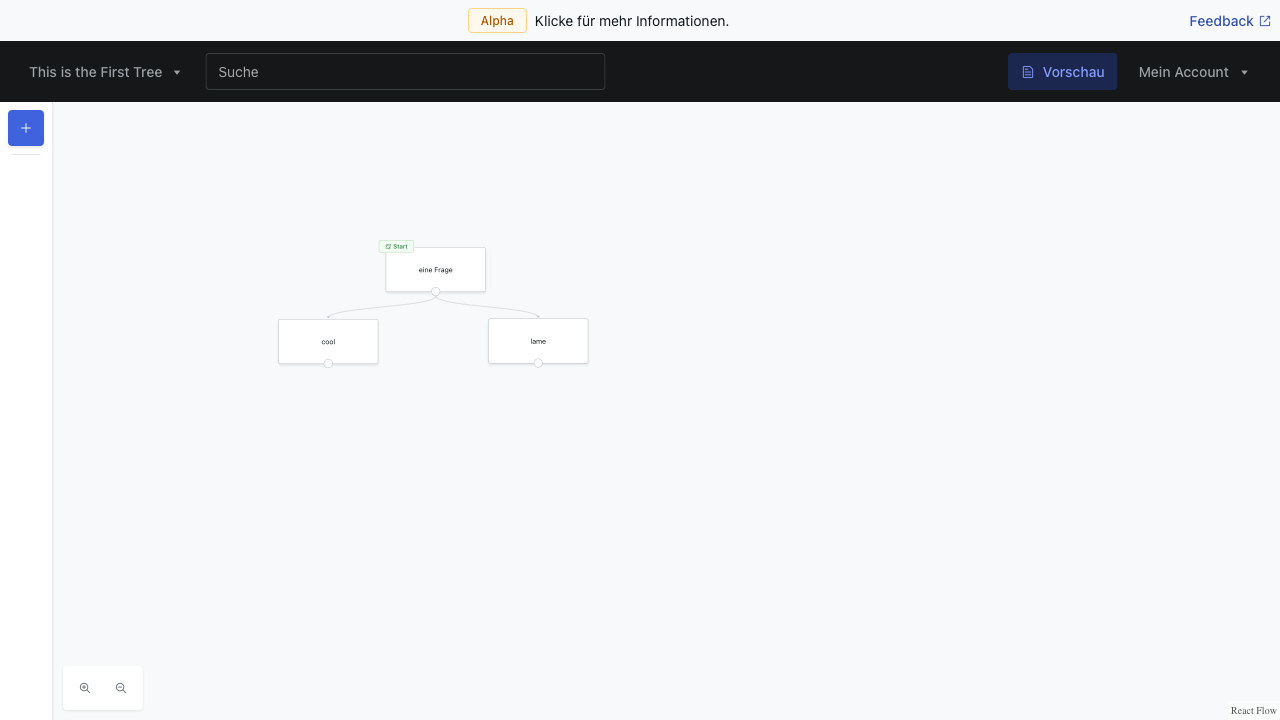 Alpha Klicke für mehr Informationen.
Feedback
This is the First Tree
Suche
Vorschau
Mein Account
Start
eine Frage
cool
lame
React Flow